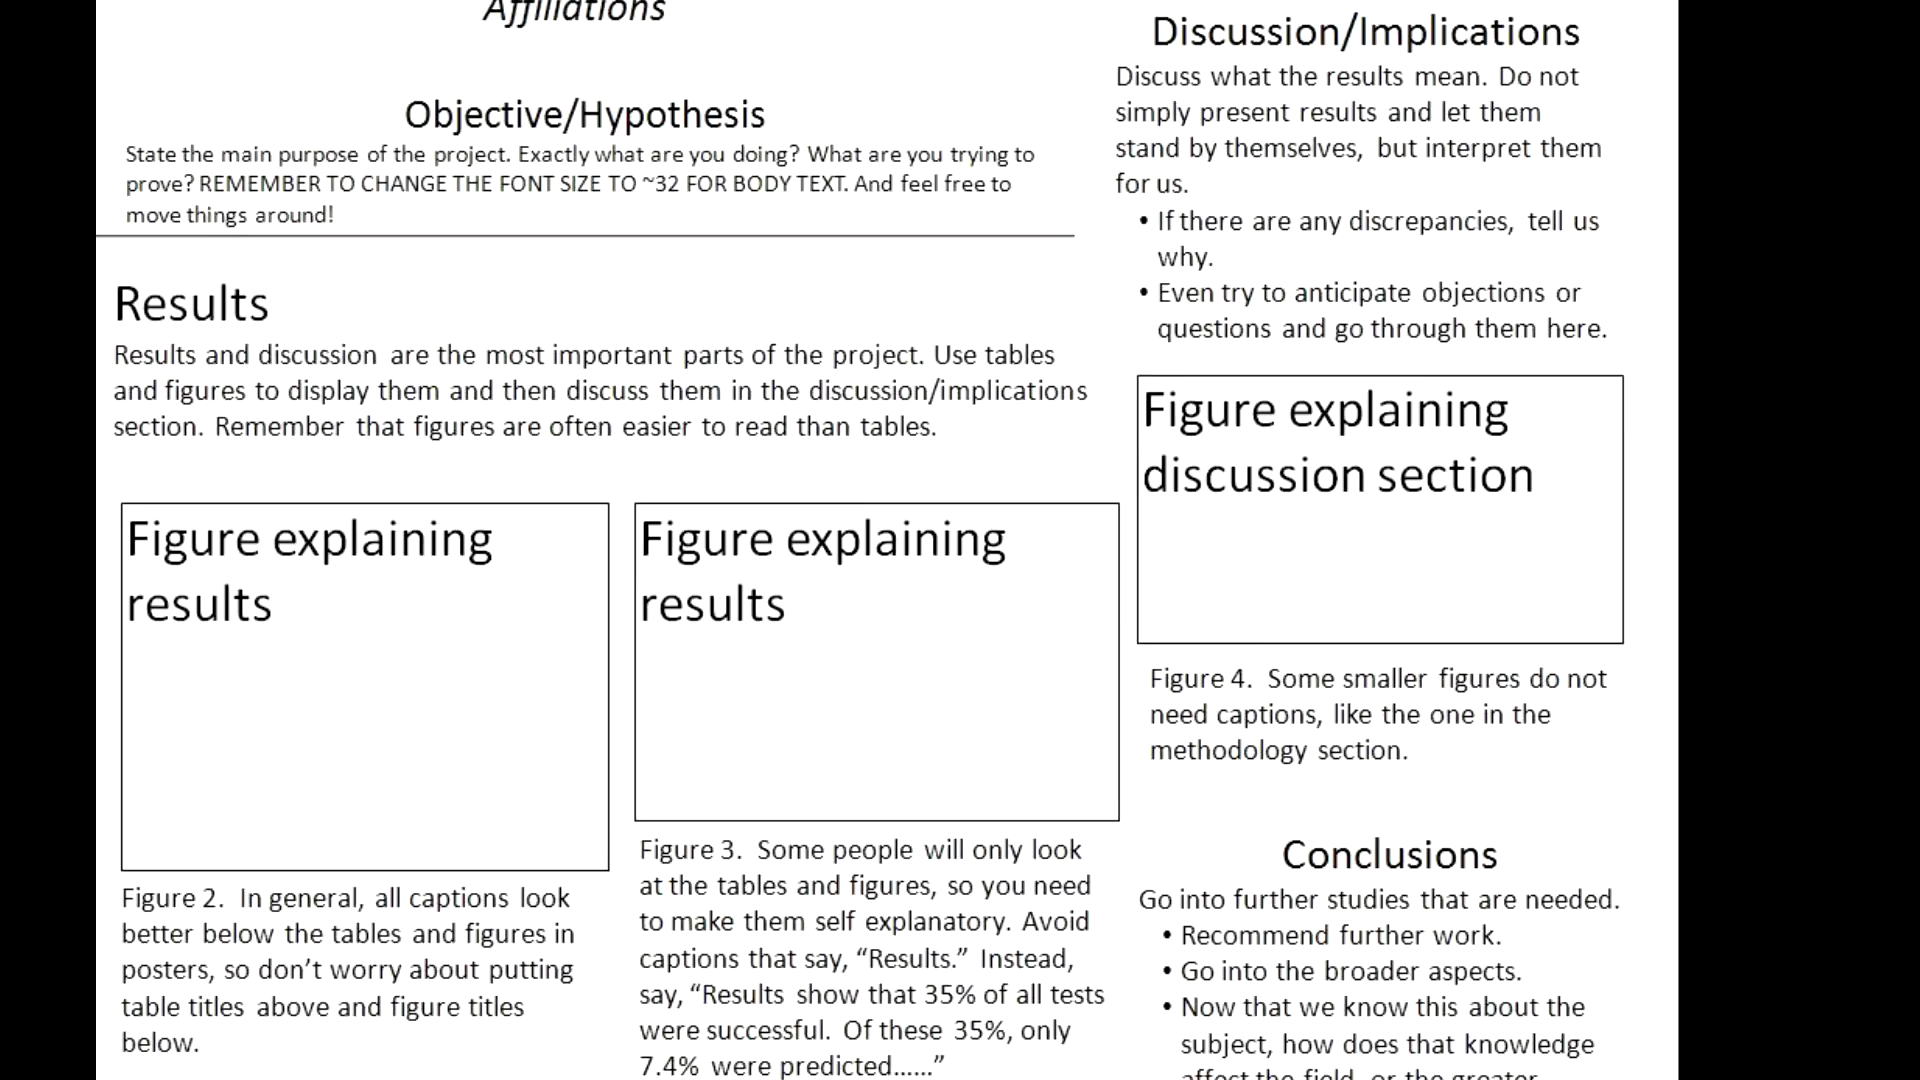 Affiliations
Objective/Hypothesis
State the main purpose of the project. Exactly what are you doing? What are you trying to
prove? REMEMBER TO CHANGE THE FONT SIZE TO ~32 FOR BODY TEXT. And feel free to
move things around!
Results
Results and discussion are the most important parts of the project. Use tables
and figures to display them and then discuss them in the discussion/implications
section. Remember that figures are often easier to read than tables.
Figure explaining
results
Figure 2. In general, all captions look
better below the tables and figures in
posters, so don’t worry about putting
table titles above and figure titles
below.
Figure explaining
results
Figure 3. Some people will only look
at the tables and figures, so you need
to make them self explanatory. Avoid
captions that say, “Results.” Instead,
say, “Results show that 35% of all tests
were successful. Of these 35%, only
7.4% were predicted……”
Discussion/Implications
Discuss what the results mean. Do not
simply present results and let them
stand by themselves, but interpret them
for us.
• If there are any discrepancies, tell us
why.
• Even try to anticipate objections or
questions and go through them here.
Figure explaining
discussion section
Figure 4. Some smaller figures do not
need captions, like the one in the
methodology section.
Conclusions
Go into further studies that are needed.
• Recommend further work.
• Go into the broader aspects.
• Now that we know this about the
subject, how does that knowledge
affect the field, or the greater